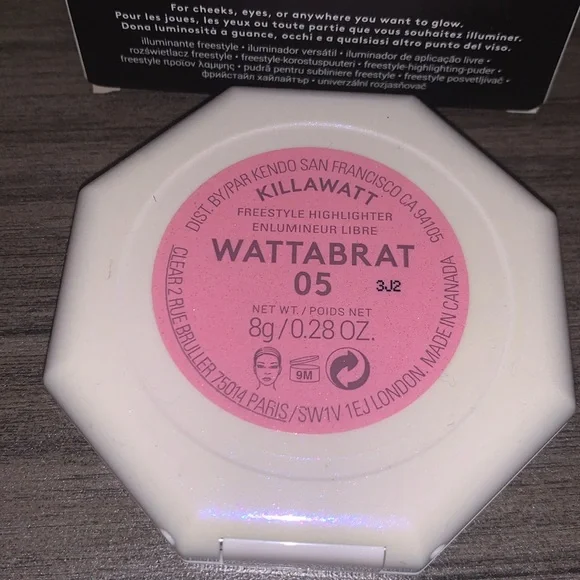 For cheeks, eyes, or anywhere you want to glow.
Pour les joues, les yeux ou toute partie que vous souhaitez illuminer.
Dona luminosità a guance, occhi e a qualsiasi altro punto del viso.
illuminante freestyle • iluminador versátil • iluminador de aplicação livre •
rozświetlacz freestyle • freestyle-korostuspuuteri • freestyle-highlighting-puder •
freestyle προϊόν λάμψης • pudră pentru subliniere freestyle • freestyle posvetljivač •
фрийстайл хайлайтър • univerzální rozjasňovač
DIST. BY/PAR KENDO SAN FRANCISCO CA 94105
KILLAWATT
FREESTYLE HIGHLIGHTER
ENLUMINEUR LIBRE
WATTABRAT
05
3J2
NET WT. / POIDS NET
8g/0.28 OZ.
9M
CLEAR 2 RUE BRULLER 75014 PARIS/SW1V 1EJ LONDON. MADE IN CANADA